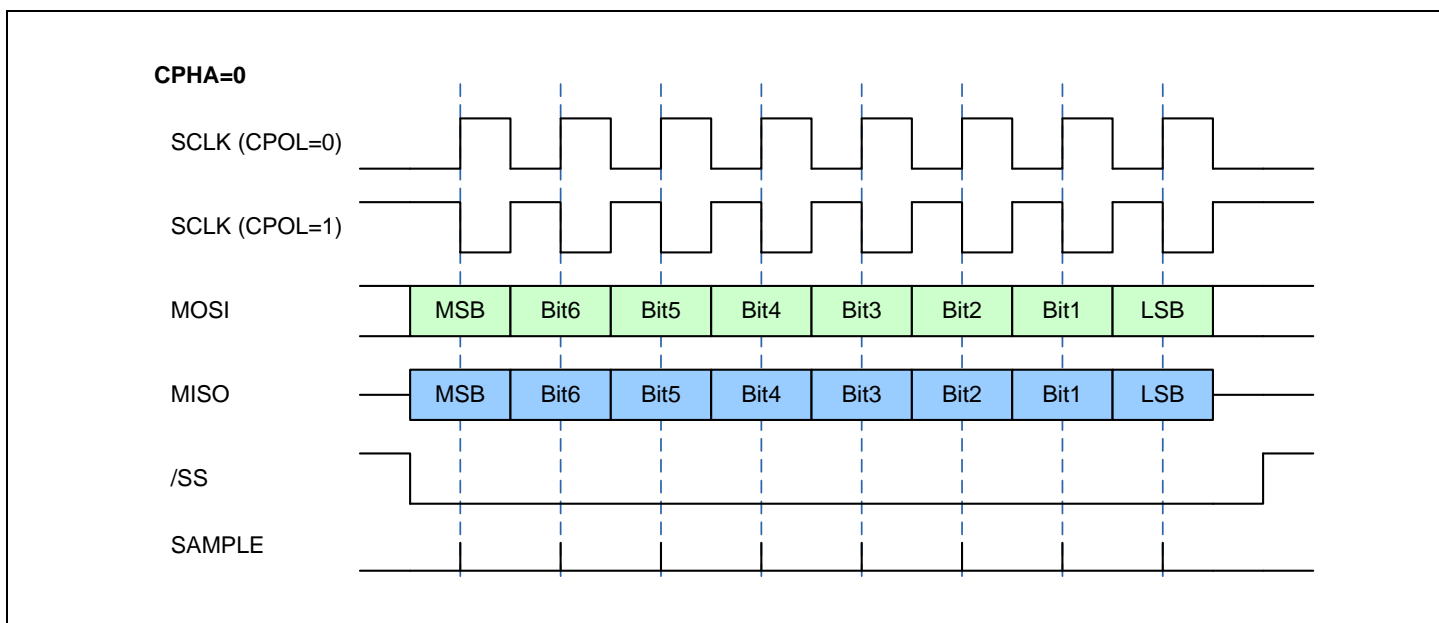 CPHA=0
SCLK (CPOL=0)
SCLK (CPOL=1)
MOSI MSB Bit6 Bit5 Bit4 Bit3 Bit2 Bit1 LSB
MISO MSB Bit6 Bit5 Bit4 Bit3 Bit2 Bit1 LSB
/SS
SAMPLE